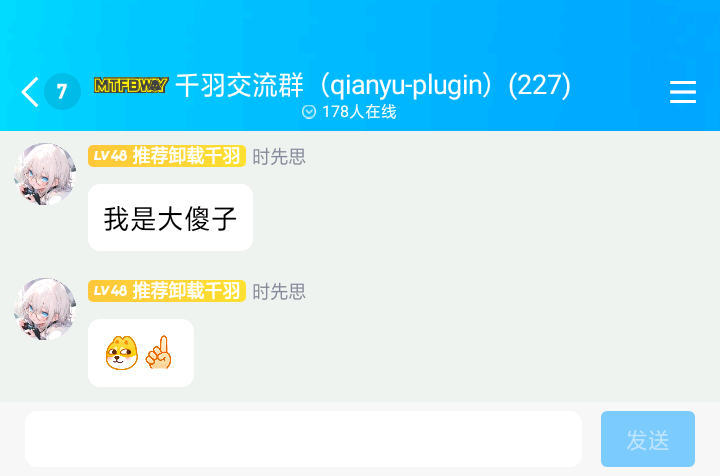 7
MTFBWY 千羽交流群（qianyu-plugin）(227)
178人在线
LV48 推荐卸载千羽 时先思
我是大傻子
LV48 推荐卸载千羽 时先思
发送